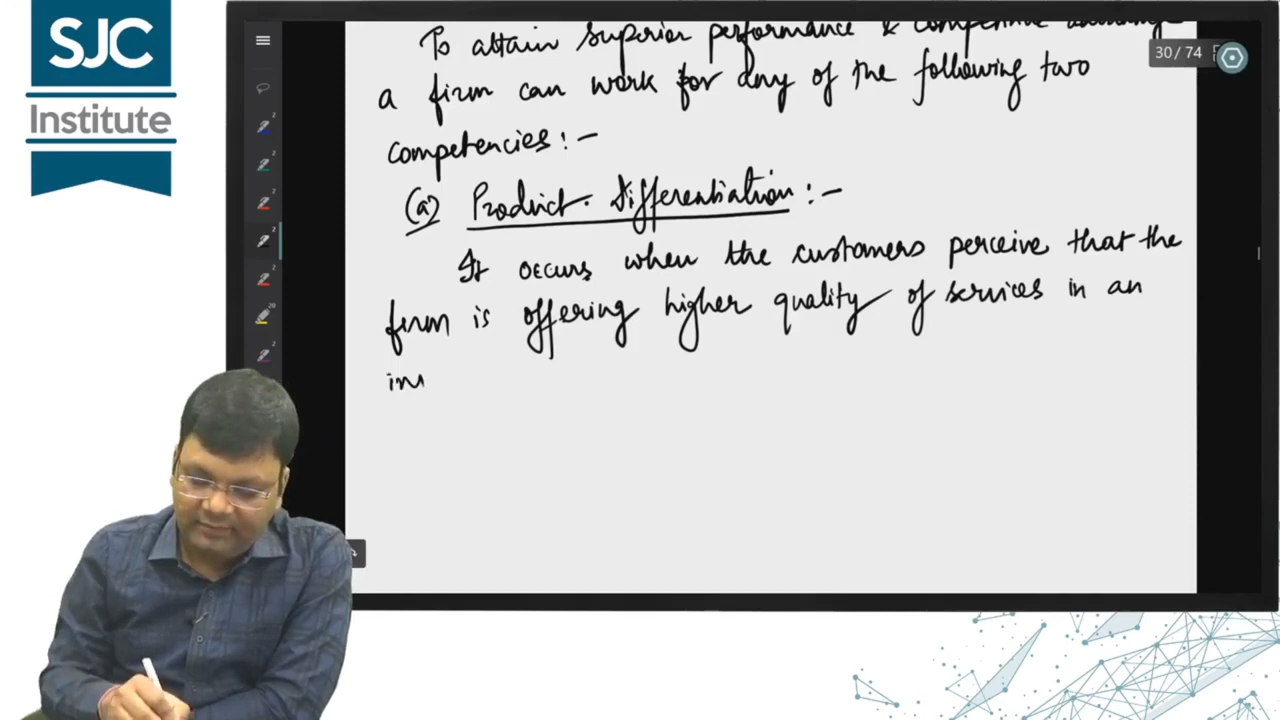 SJC
Institute
30 / 74
To attain superior performance & competitive
a firm can work for any of the following two
competencies : -
(a) Product - Differentiation : -
It occurs when the customers perceive that the
firm is offering higher quality of services in an